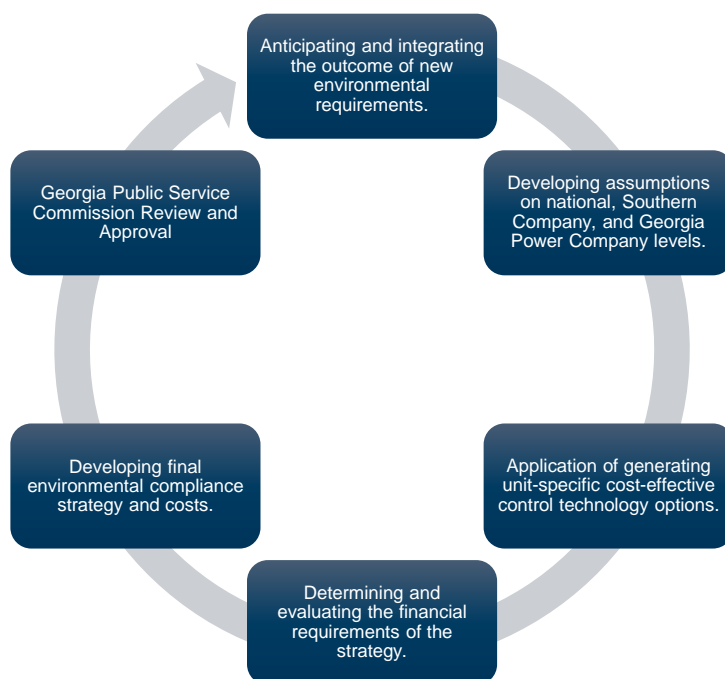 Anticipating and integrating
the outcome of new
environmental
requirements.
Developing assumptions
on national, Southern
Company, and Georgia
Power Company levels.
Application of generating
unit-specific cost-effective
control technology options.
Determining and
evaluating the financial
requirements of the
strategy.
Developing final
environmental compliance
strategy and costs.
Georgia Public Service
Commission Review and
Approval